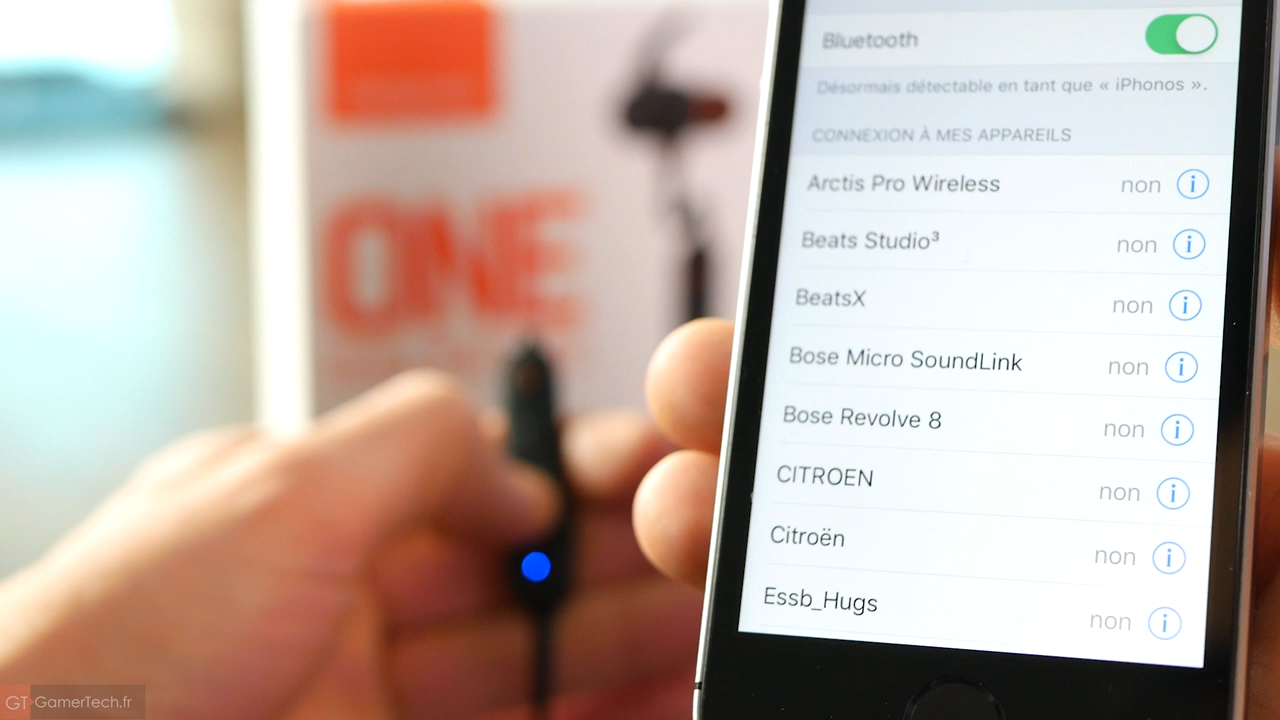 Bluetooth
Désormais détectable en tant que « iPhonos ».
CONNEXION À MES APPAREILS
Arctis Pro Wireless non
Beats Studio³ non
BeatsX non
Bose Micro SoundLink non
Bose Revolve 8 non
CITROEN non
Citroën non
Essb_Hugs non
ONE
GT GamerTech.fr